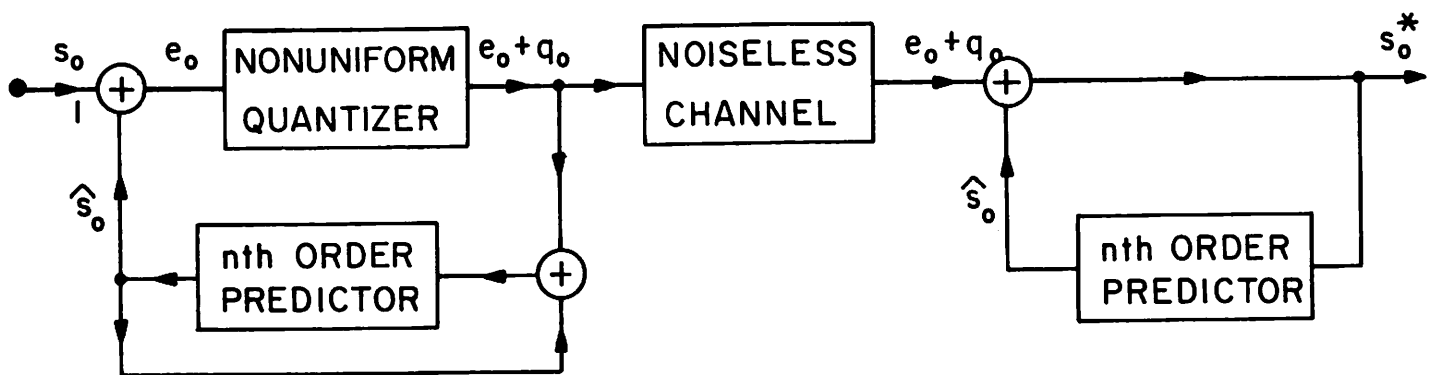 s₀
1
+
e₀
NONUNIFORM
QUANTIZER
e₀+q₀
NOISELESS
CHANNEL
e₀+q₀
+
s₀*
ŝ₀
nth ORDER
PREDICTOR
+
ŝ₀
nth ORDER
PREDICTOR